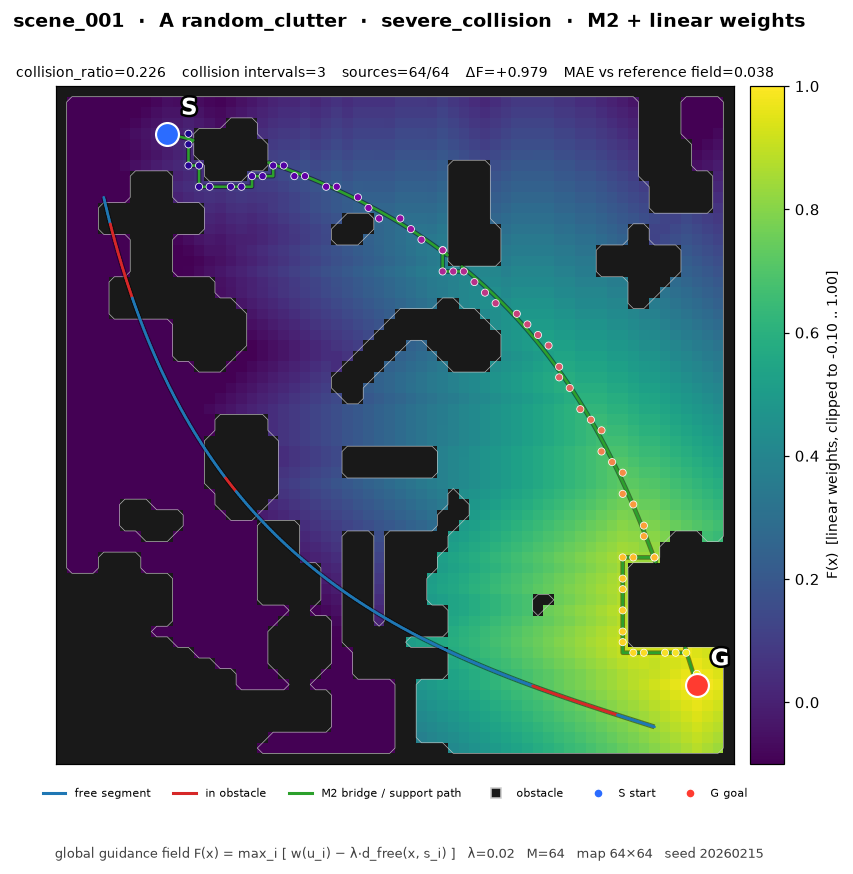 scene_001 · A random_clutter · severe_collision · M2 + linear weights
collision_ratio=0.226 collision intervals=3 sources=64/64 ΔF=+0.979 MAE vs reference field=0.038
S
G
1.0
0.8
0.6
0.4
0.2
0.0
F(x) [linear weights, clipped to -0.10 .. 1.00]
free segment
in obstacle
M2 bridge / support path
obstacle
S start
G goal
global guidance field F(x) = max_i [ w(u_i) − λ·d_free(x, s_i) ] λ=0.02 M=64 map 64×64 seed 20260215